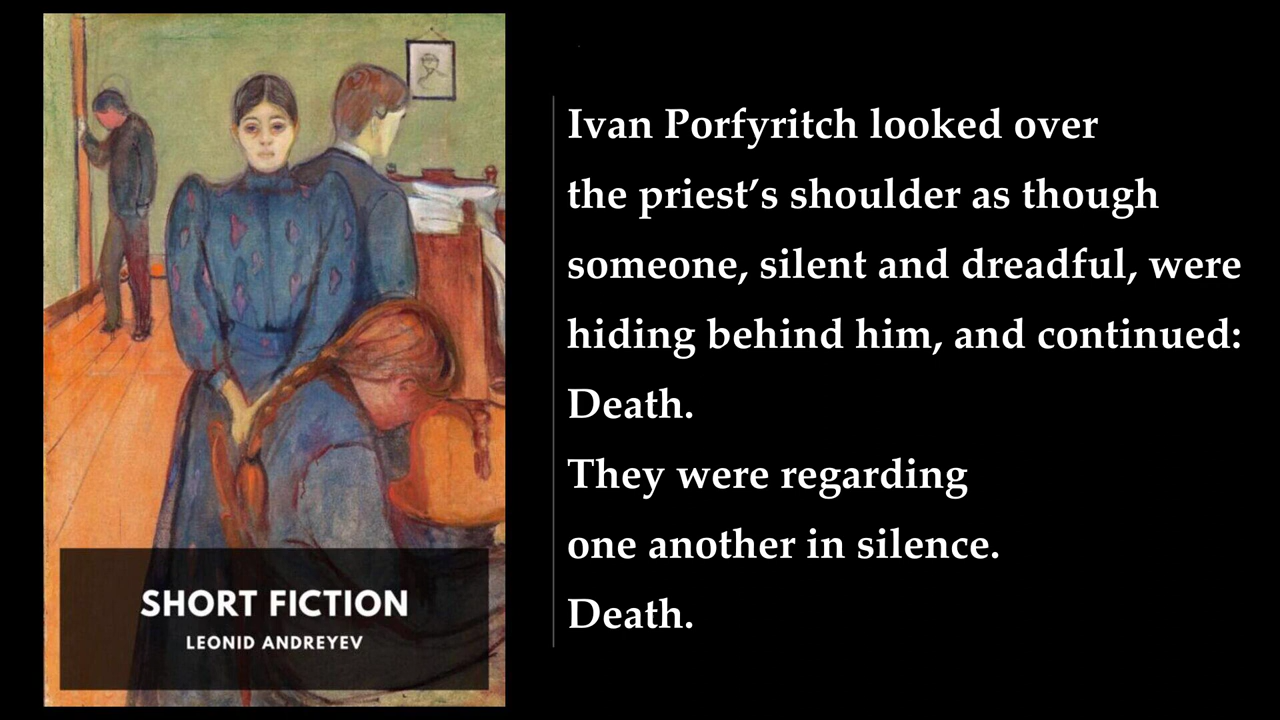 SHORT FICTION
LEONID ANDREYEV
Ivan Porfyritch looked over
the priest’s shoulder as though
someone, silent and dreadful, were
hiding behind him, and continued:
Death.
They were regarding
one another in silence.
Death.